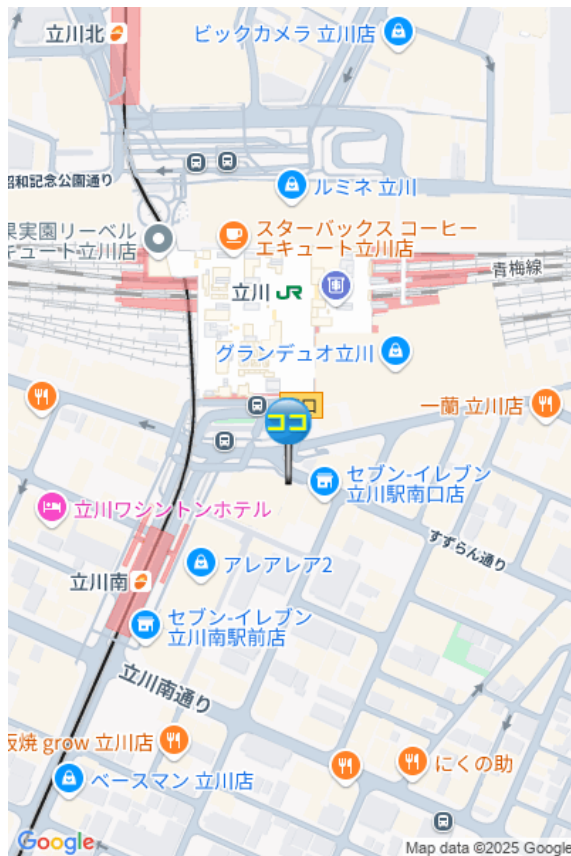 立川北
ビックカメラ 立川店
昭和記念公園通り
ルミネ 立川
果実園リーベル
キュート立川店
スターバックス コーヒー
エキュート立川店
青梅線
立川 JR
グランデュオ立川
ココ
一蘭 立川店
セブン-イレブン
立川駅南口店
立川ワシントンホテル
すずらん通り
アレアレア2
立川南
セブン-イレブン
立川南駅前店
立川南通り
焼 grow 立川店
にくの助
ベースマン 立川店
Google
Map data ©2025 Google